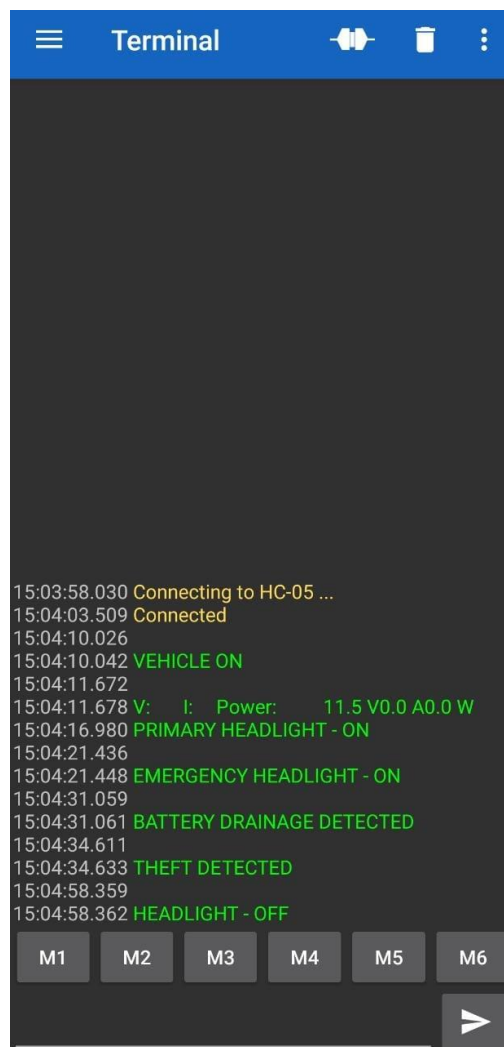 Terminal
15:03:58.030 Connecting to HC-05 ...
15:04:03.509 Connected
15:04:10.026
15:04:10.042 VEHICLE ON
15:04:11.672
15:04:11.678 V: I: Power: 11.5 V0.0 A0.0 W
15:04:16.980 PRIMARY HEADLIGHT - ON
15:04:21.436
15:04:21.448 EMERGENCY HEADLIGHT - ON
15:04:31.059
15:04:31.061 BATTERY DRAINAGE DETECTED
15:04:34.611
15:04:34.633 THEFT DETECTED
15:04:58.359
15:04:58.362 HEADLIGHT - OFF
M1 M2 M3 M4 M5 M6